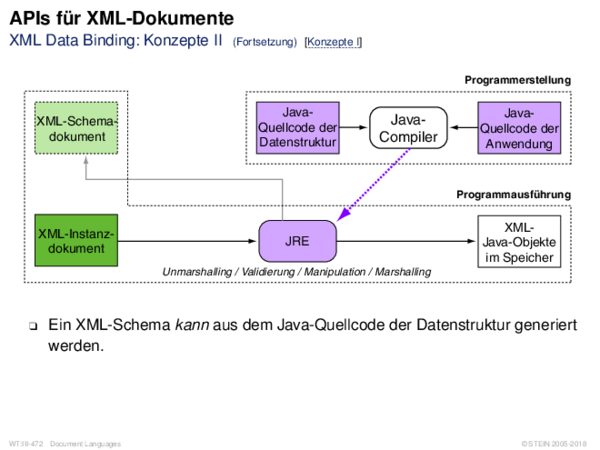 APIs für XML-Dokumente
XML Data Binding: Konzepte II (Fortsetzung) [Konzepte I]
Programmerstellung
XML-Schema-
dokument
Java-
Quellcode der
Datenstruktur
Java-
Compiler
Java-
Quellcode der
Anwendung
Programmausführung
XML-Instanz-
dokument
JRE
XML-
Java-Objekte
im Speicher
Unmarshalling / Validierung / Manipulation / Marshalling
❑ Ein XML-Schema kann aus dem Java-Quellcode der Datenstruktur generiert
werden.
WT:III-472 Document Languages
© STEIN 2005-2018